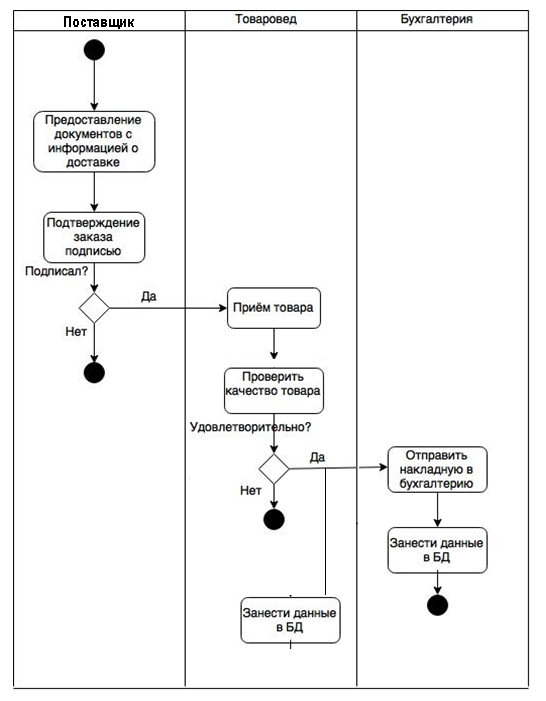 Поставщик
Товаровед
Бухгалтерия
Предоставление
документов с
информацией о
доставке
Подтверждение
заказа
подписью
Подписал?
Да
Нет
Приём товара
Проверить
качество товара
Удовлетворительно?
Да
Нет
Отправить
накладную в
бухгалтерию
Занести данные
в БД
Занести данные
в БД